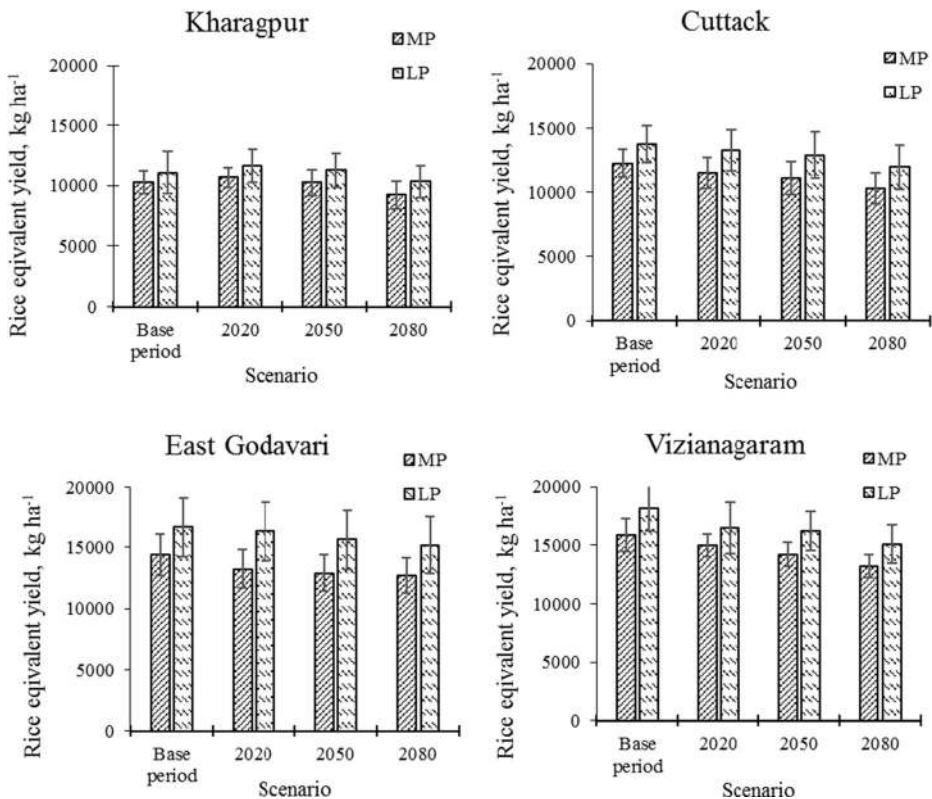 Kharagpur
MP
LP
Rice eqivalent yield, kg ha⁻¹
20000
15000
10000
5000
0
Base period
2020
2050
2080
Scenario
Cuttack
MP
LP
Rice eqivalent yield, kg ha⁻¹
20000
15000
10000
5000
0
Base period
2020
2050
2080
Scenario
East Godavari
MP
LP
Rice eqivalent yield, kg ha⁻¹
20000
15000
10000
5000
0
Base period
2020
2050
2080
Scenario
Vizianagaram
MP
LP
Rice eqivalent yield, kg ha⁻¹
20000
15000
10000
5000
0
Base period
2020
2050
2080
Scenario